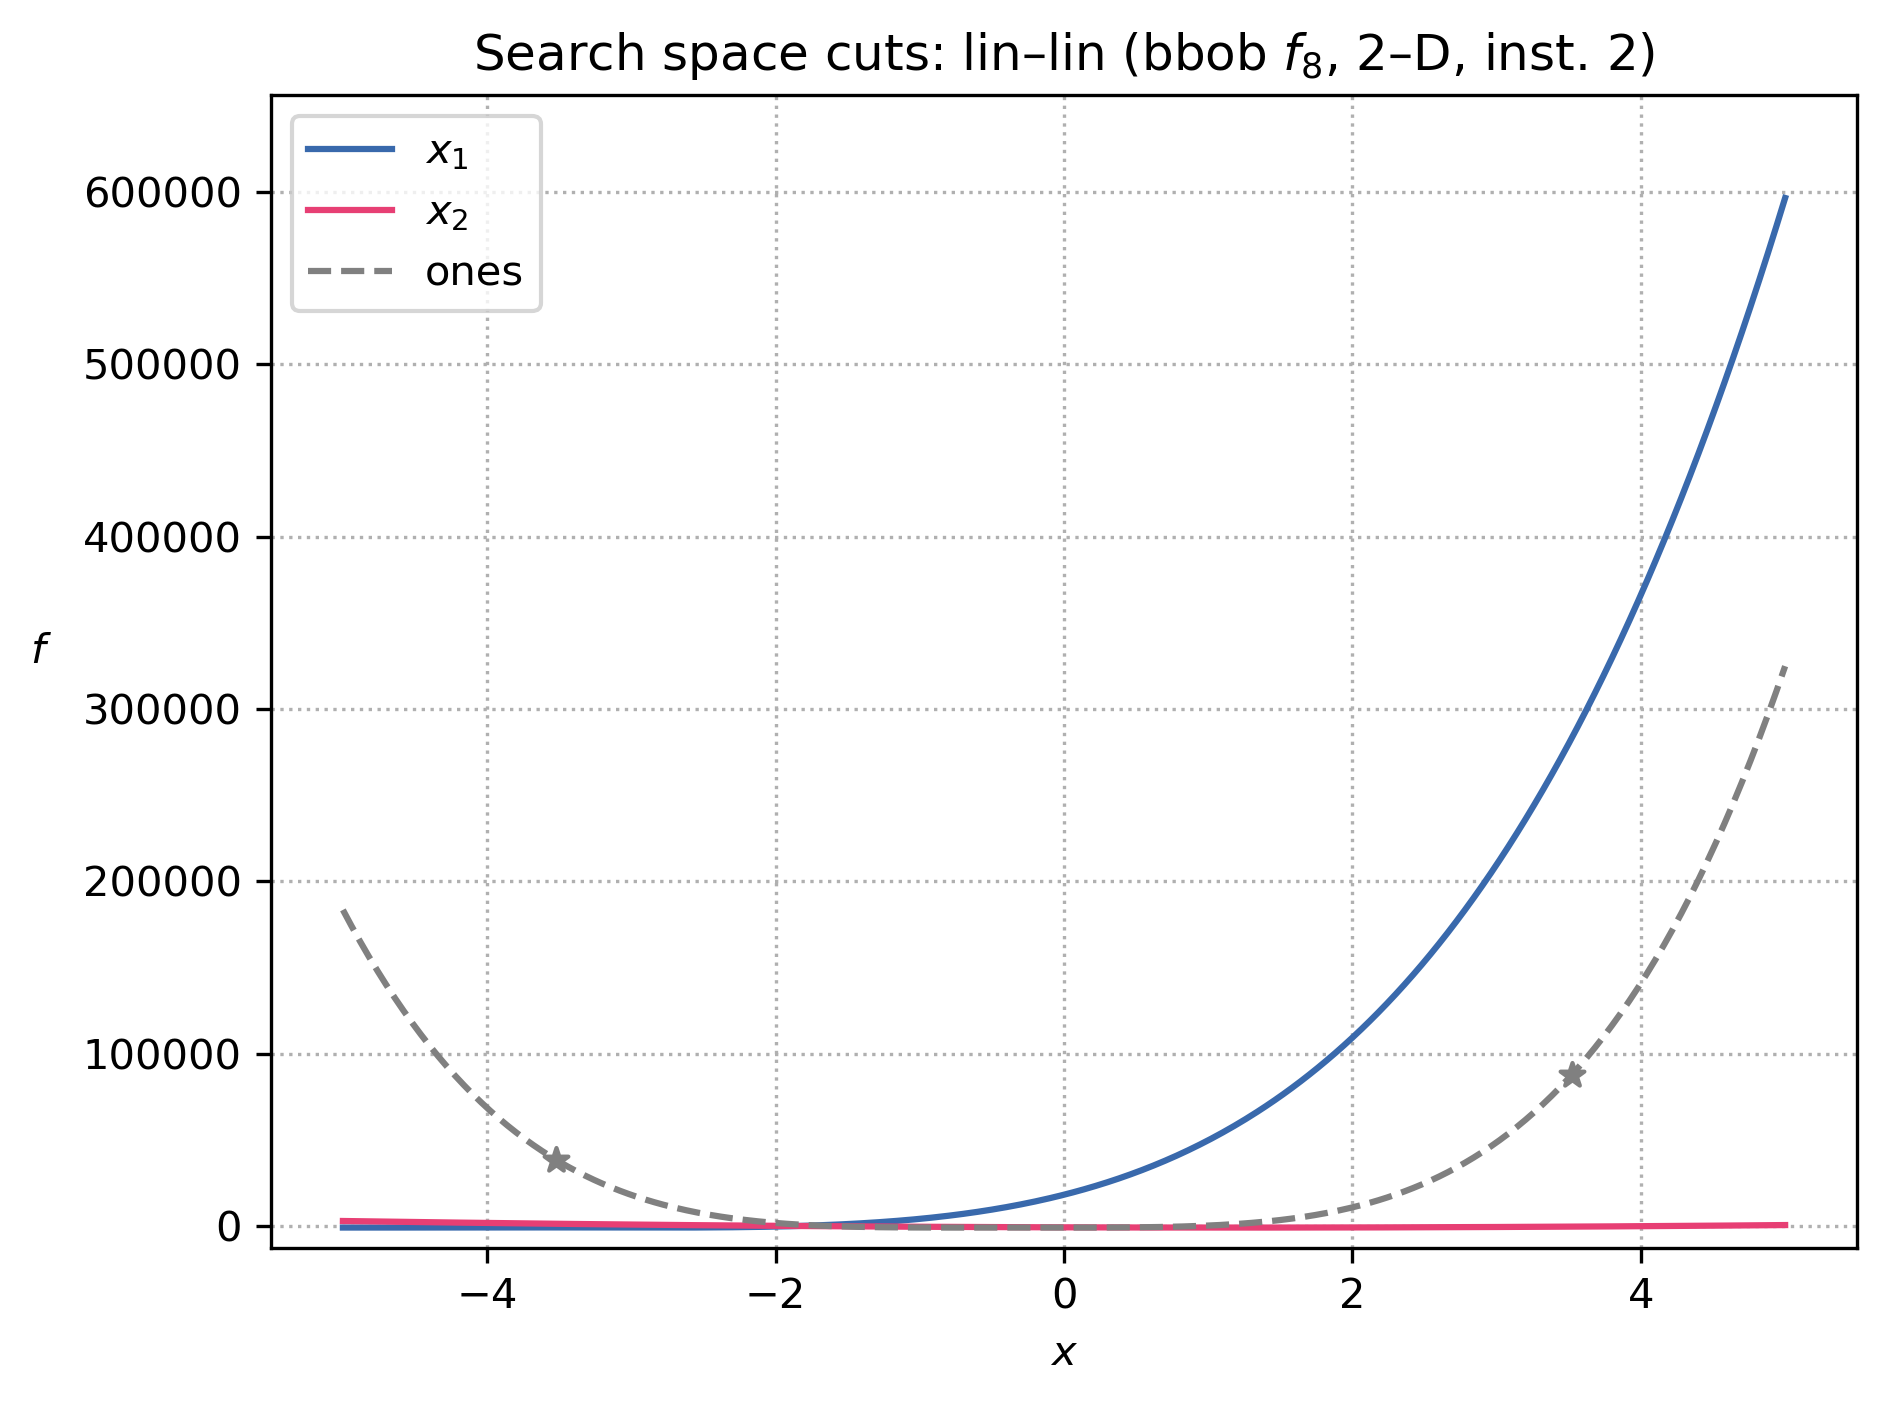 Search space cuts: lin–lin (bbob f₈, 2–D, inst. 2)
x₁
x₂
ones
600000
500000
400000
300000
200000
100000
0
f
−4
−2
0
2
4
x